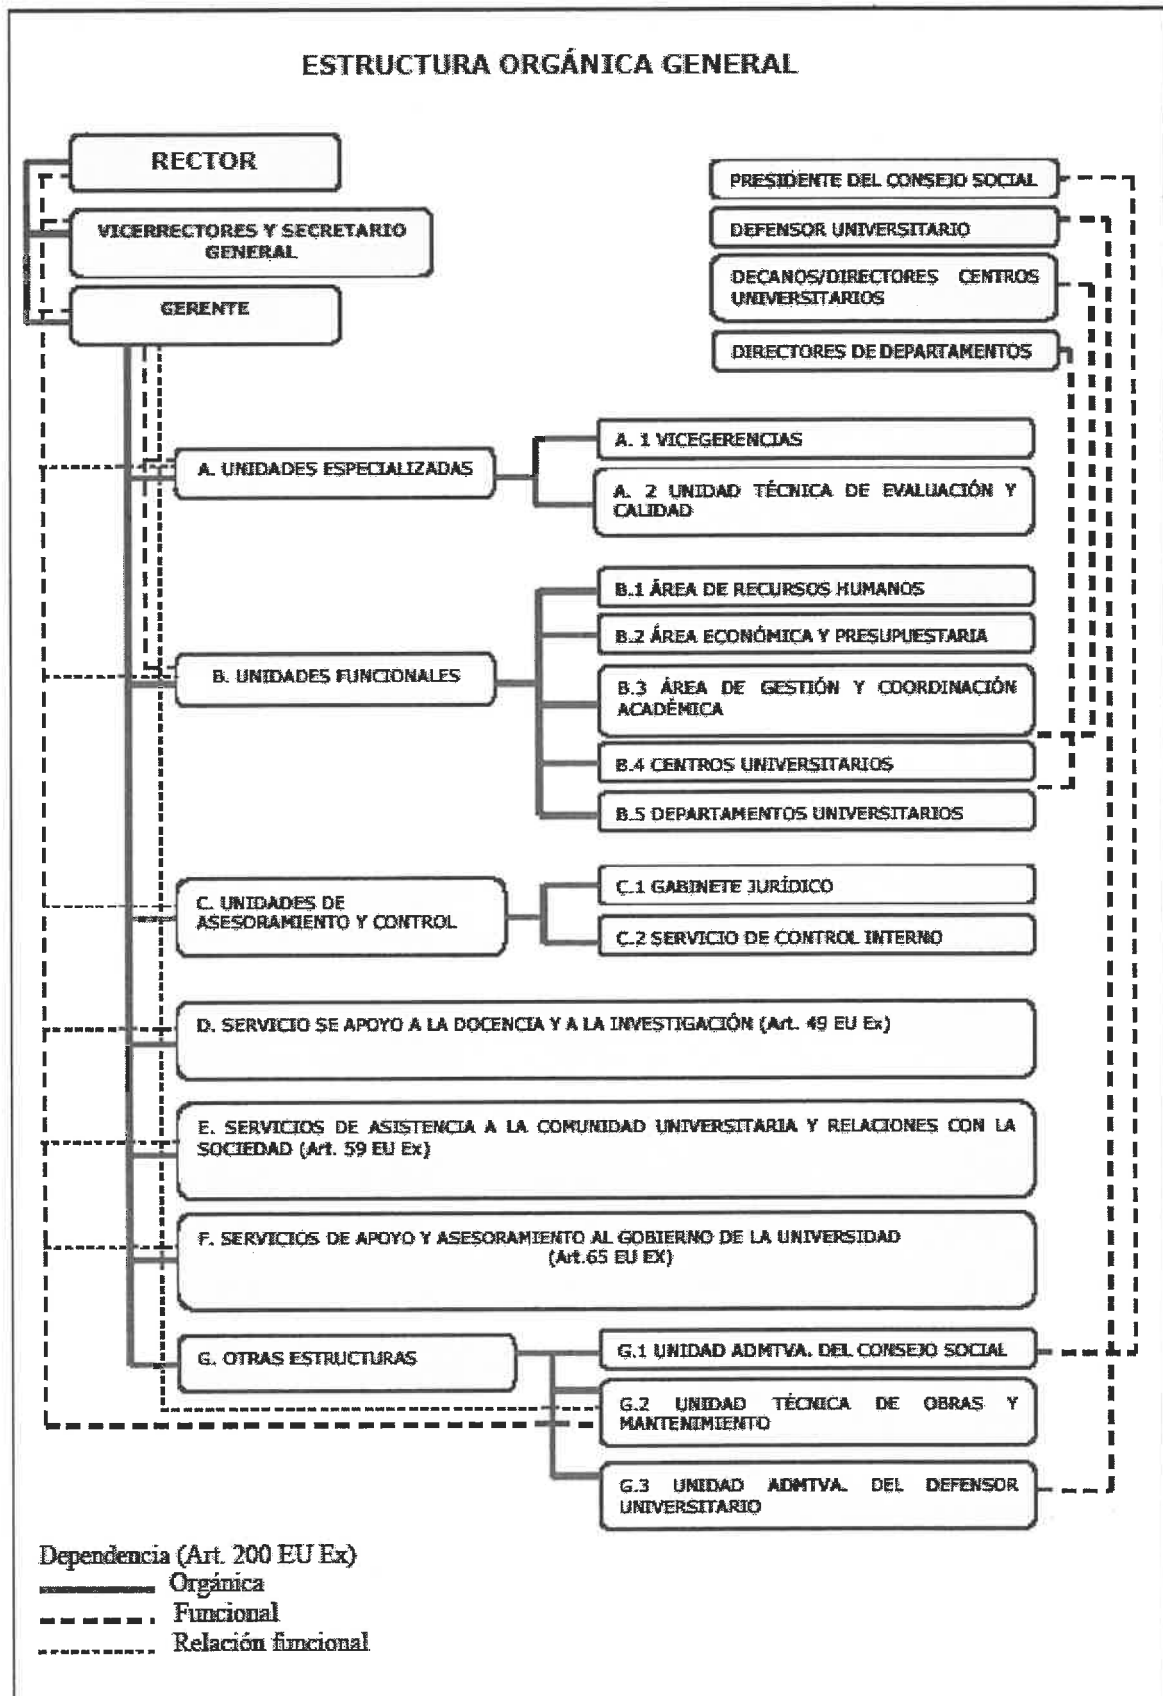 ESTRUCTURA ORGÁNICA GENERAL
RECTOR
VICERRECTORES Y SECRETARIO
GENERAL
GERENTE
PRESIDENTE DEL CONSEJO SOCIAL
DEFENSOR UNIVERSITARIO
DECANOS/DIRECTORES CENTROS
UNIVERSITARIOS
DIRECTORES DE DEPARTAMENTOS
A. UNIDADES ESPECIALIZADAS
A. 1 VICEGERENCIAS
A. 2 UNIDAD TÉCNICA DE EVALUACIÓN Y
CALIDAD
B. UNIDADES FUNCIONALES
B.1 ÁREA DE RECURSOS HUMANOS
B.2 ÁREA ECONÓMICA Y PRESUPUESTARIA
B.3 ÁREA DE GESTIÓN Y COORDINACIÓN
ACADÉMICA
B.4 CENTROS UNIVERSITARIOS
B.5 DEPARTAMENTOS UNIVERSITARIOS
C. UNIDADES DE
ASESORAMIENTO Y CONTROL
C.1 GABINETE JURÍDICO
C.2 SERVICIO DE CONTROL INTERNO
D. SERVICIO SE APOYO A LA DOCENCIA Y A LA INVESTIGACIÓN (Art. 49 EU Ex)
E. SERVICIOS DE ASISTENCIA A LA COMUNIDAD UNIVERSITARIA Y RELACIONES CON LA
SOCIEDAD (Art. 59 EU Ex)
F. SERVICIOS DE APOYO Y ASESORAMIENTO AL GOBIERNO DE LA UNIVERSIDAD
(Art.65 EU EX)
G. OTRAS ESTRUCTURAS
G.1 UNIDAD ADMTVA. DEL CONSEJO SOCIAL
G.2 UNIDAD TÉCNICA DE OBRAS Y
MANTENIMIENTO
G.3 UNIDAD ADMTVA. DEL DEFENSOR
UNIVERSITARIO
Dependencia (Art. 200 EU Ex)
Orgánica
Funcional
Relación funcional